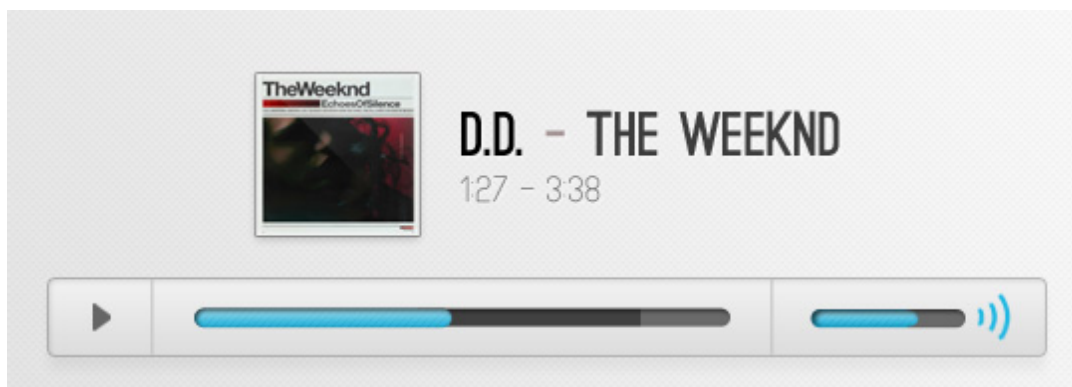 TheWeeknd
EchoesOfSilence
D.D. - THE WEEKND
1:27 - 3:38